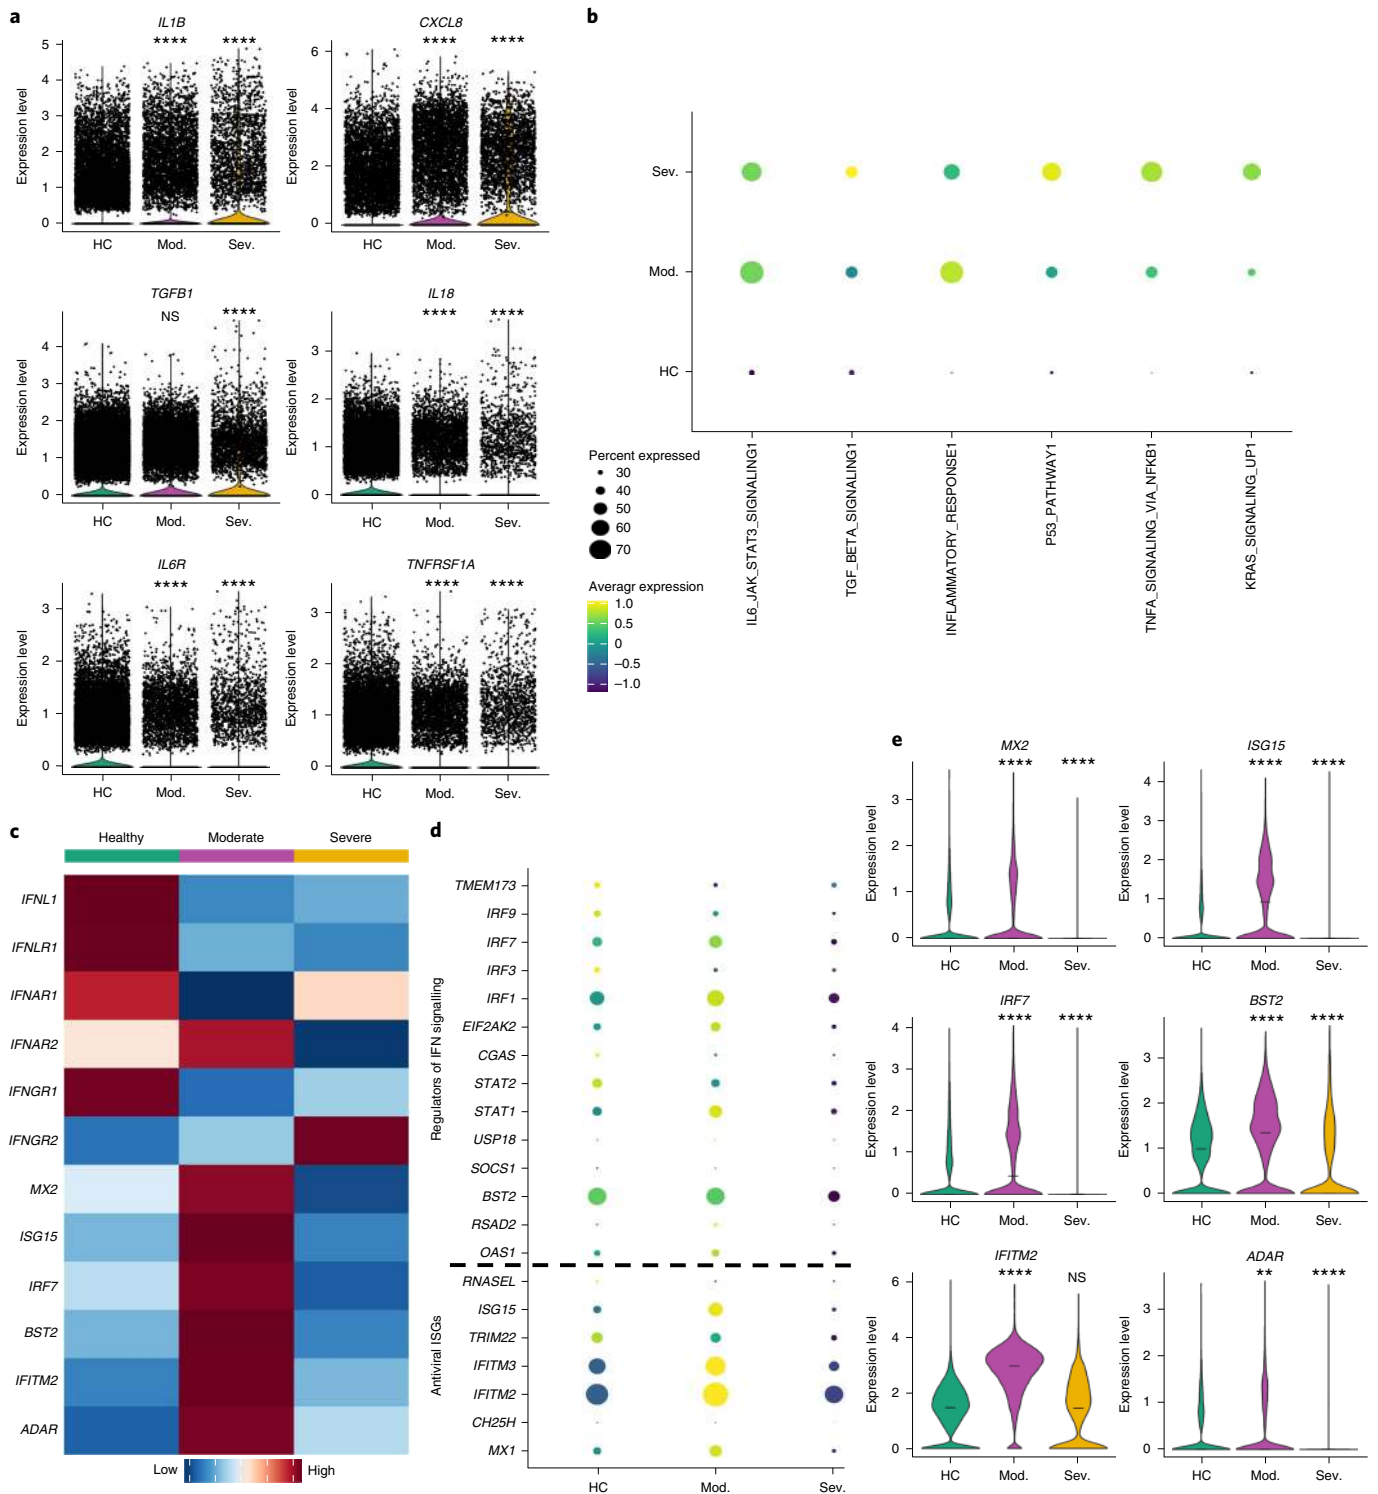 a
IL1B
**** ****
Expression level
5
4
3
2
1
0
HC Mod. Sev.
CXCL8
**** ****
Expression level
6
4
2
0
HC Mod. Sev.
TGFB1
NS ****
Expression level
4
3
2
1
0
HC Mod. Sev.
IL18
**** ****
Expression level
3
2
1
0
HC Mod. Sev.
IL6R
**** ****
Expression level
3
2
1
0
HC Mod. Sev.
TNFRSF1A
**** ****
Expression level
3
2
1
0
HC Mod. Sev.
b
Sev.
Mod.
HC
IL6_JAK_STAT3_SIGNALING1
TGF_BETA_SIGNALING1
INFLAMMATORY_RESPONSE1
P53_PATHWAY1
TNFA_SIGNALING_VIA_NFKB1
KRAS_SIGNALING_UP1
Percent expressed
30
40
50
60
70
Averagr expression
1.0
0.5
0
–0.5
–1.0
c
Healthy Moderate Severe
IFNL1
IFNLR1
IFNAR1
IFNAR2
IFNGR1
IFNGR2
MX2
ISG15
IRF7
BST2
IFITM2
ADAR
Low High
d
Regulators of IFN signalling
TMEM173
IRF9
IRF7
IRF3
IRF1
EIF2AK2
CGAS
STAT2
STAT1
USP18
SOCS1
BST2
RSAD2
OAS1
Antiviral ISGs
RNASEL
ISG15
TRIM22
IFITM3
IFITM2
CH25H
MX1
HC Mod. Sev.
e
MX2
**** ****
Expression level
3
2
1
0
HC Mod. Sev.
ISG15
**** ****
Expression level
4
3
2
1
0
HC Mod. Sev.
IRF7
**** ****
Expression level
4
3
2
1
0
HC Mod. Sev.
BST2
**** ****
Expression level
3
2
1
0
HC Mod. Sev.
IFITM2
**** NS
Expression level
6
4
2
0
HC Mod. Sev.
ADAR
** ****
Expression level
3
2
1
0
HC Mod. Sev.